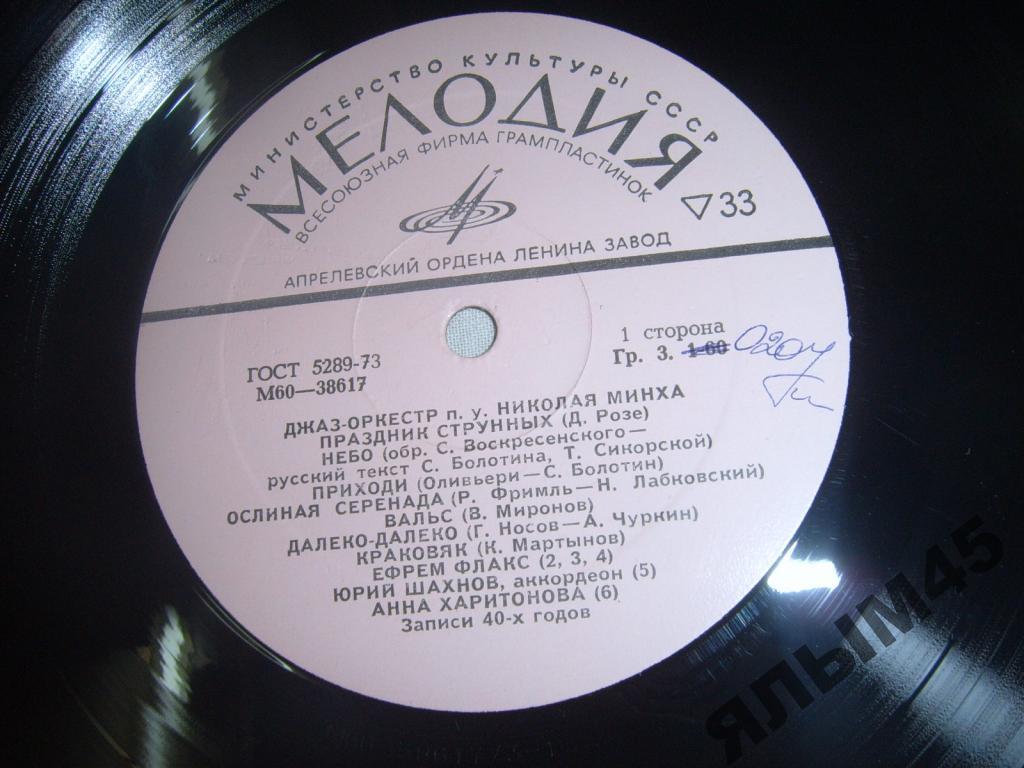 МИНИСТЕРСТВО КУЛЬТУРЫ СССР
МЕЛОДИЯ
ВСЕСОЮЗНАЯ ФИРМА ГРАМПЛАСТИНОК
33
АПРЕЛЕВСКИЙ ОРДЕНА ЛЕНИНА ЗАВОД
ГОСТ 5289-73
М60—38617
1 сторона
Гр. 3. 1-60
ДЖАЗ-ОРКЕСТР п. у. НИКОЛАЯ МИНХА
ПРАЗДНИК СТРУННЫХ (Д. Розе)
НЕБО (обр. С. Воскресенского—
русский текст С. Болотина, Т. Сикорской)
ПРИХОДИ (Оливьери—С. Болотин)
ОСЛИНАЯ СЕРЕНАДА (Р. Фримль—Н. Лабковский)
ВАЛЬС (В. Миронов)
ДАЛЕКО-ДАЛЕКО (Г. Носов—А. Чуркин)
КРАКОВЯК (К. Мартынов)
ЕФРЕМ ФЛАКС (2, 3, 4)
ЮРИЙ ШАХНОВ, аккордеон (5)
АННА ХАРИТОНОВА (6)
Записи 40-х годов
ЯЛЫМ45